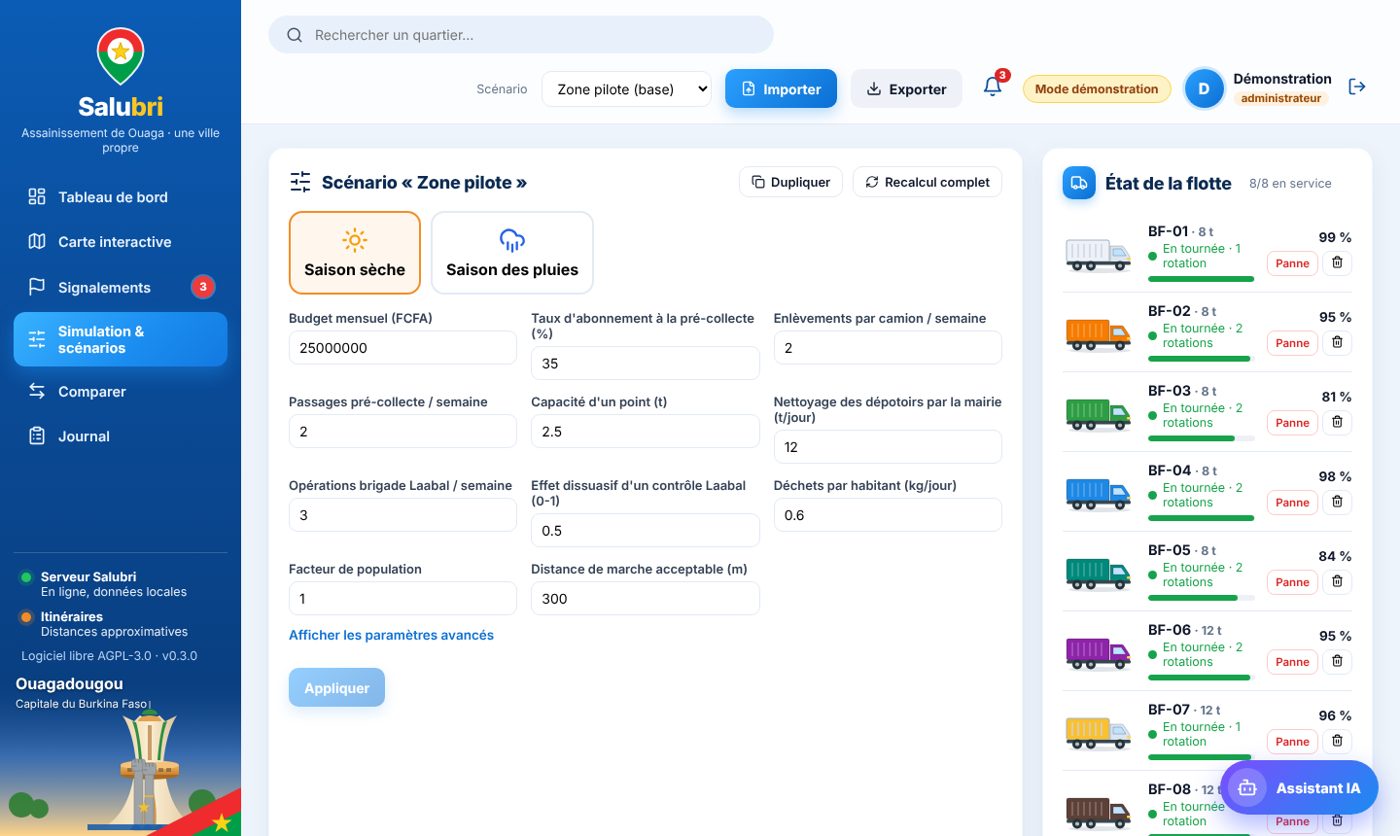 Salubri
Assainissement de Ouaga · une ville
propre
Tableau de bord
Carte interactive
Signalements
3
Simulation &
scénarios
Comparer
Journal
Serveur Salubri
En ligne, données locales
Itinéraires
Distances approximatives
Logiciel libre AGPL-3.0 · v0.3.0
Ouagadougou
Capitale du Burkina Faso
Rechercher un quartier...
Scénario
Zone pilote (base)
Importer
Exporter
3
Mode démonstration
D
Démonstration
administrateur
Scénario « Zone pilote »
Dupliquer
Recalcul complet
Saison sèche
Saison des pluies
Budget mensuel (FCFA)
25000000
Taux d'abonnement à la pré-collecte
(%)
35
Enlèvements par camion / semaine
2
Passages pré-collecte / semaine
2
Capacité d'un point (t)
2.5
Nettoyage des dépotoirs par la mairie
(t/jour)
12
Opérations brigade Laabal / semaine
3
Effet dissuasif d'un contrôle Laabal
(0-1)
0.5
Déchets par habitant (kg/jour)
0.6
Facteur de population
1
Distance de marche acceptable (m)
300
Afficher les paramètres avancés
Appliquer
État de la flotte
8/8 en service
BF-01 · 8 t
99 %
En tournée · 1
rotation
Panne
BF-02 · 8 t
95 %
En tournée · 2
rotations
Panne
BF-03 · 8 t
81 %
En tournée · 2
rotations
Panne
BF-04 · 8 t
98 %
En tournée · 2
rotations
Panne
BF-05 · 8 t
84 %
En tournée · 2
rotations
Panne
BF-06 · 12 t
95 %
En tournée · 2
rotations
Panne
BF-07 · 12 t
96 %
En tournée · 1
rotation
Panne
BF-08 · 12 t
En tournée
rotations
Panne
Assistant IA